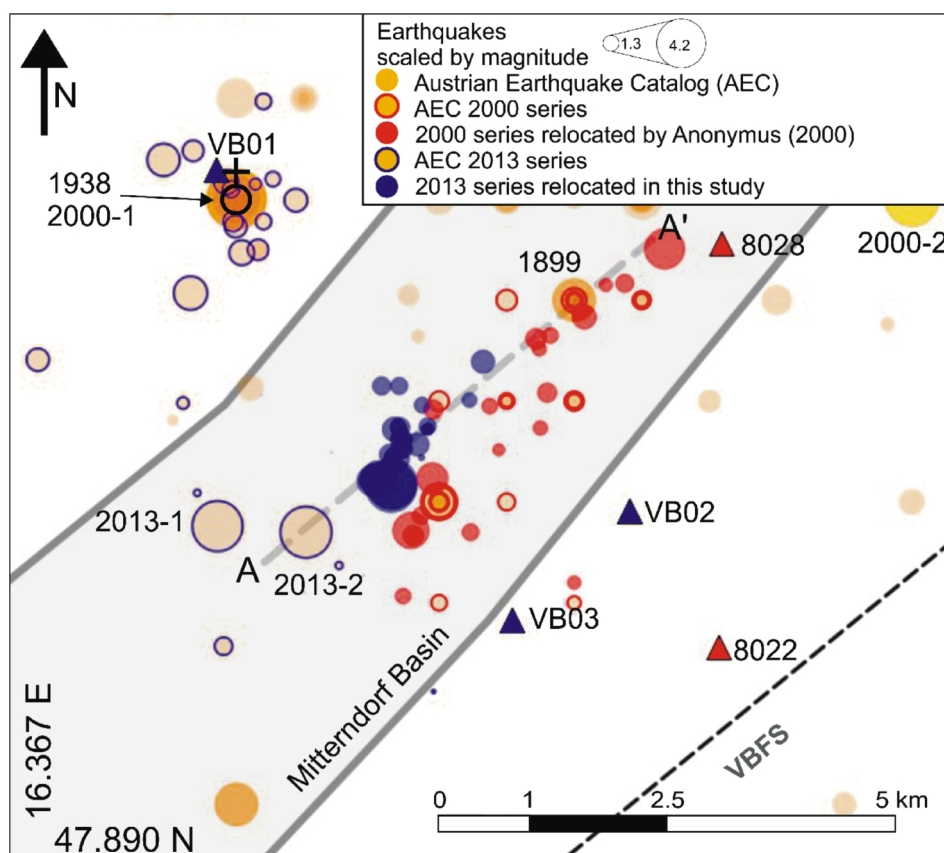 N
Earthquakes
scaled by magnitude
1.3
4.2
Austrian Earthquake Catalog (AEC)
AEC 2000 series
2000 series relocated by Anonymus (2000)
AEC 2013 series
2013 series relocated in this study
VB01
1938
2000-1
A'
8028
2000-2
1899
2013-1
A
2013-2
VB02
VB03
8022
Mitterndorf Basin
VBFS
16.367 E
47.890 N
0
1
2.5
5 km